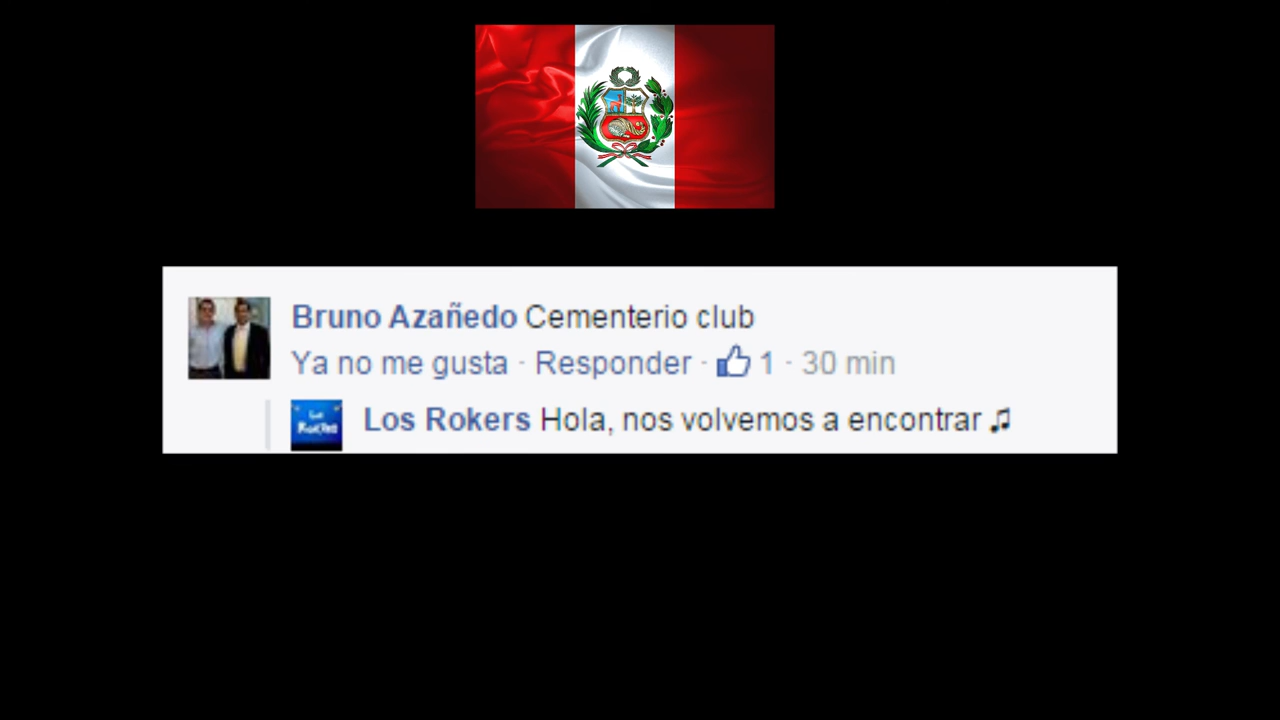 Bruno Azañedo Cementerio club
Ya no me gusta · Responder · 1 · 30 min
Los Rokers Hola, nos volvemos a encontrar ♫